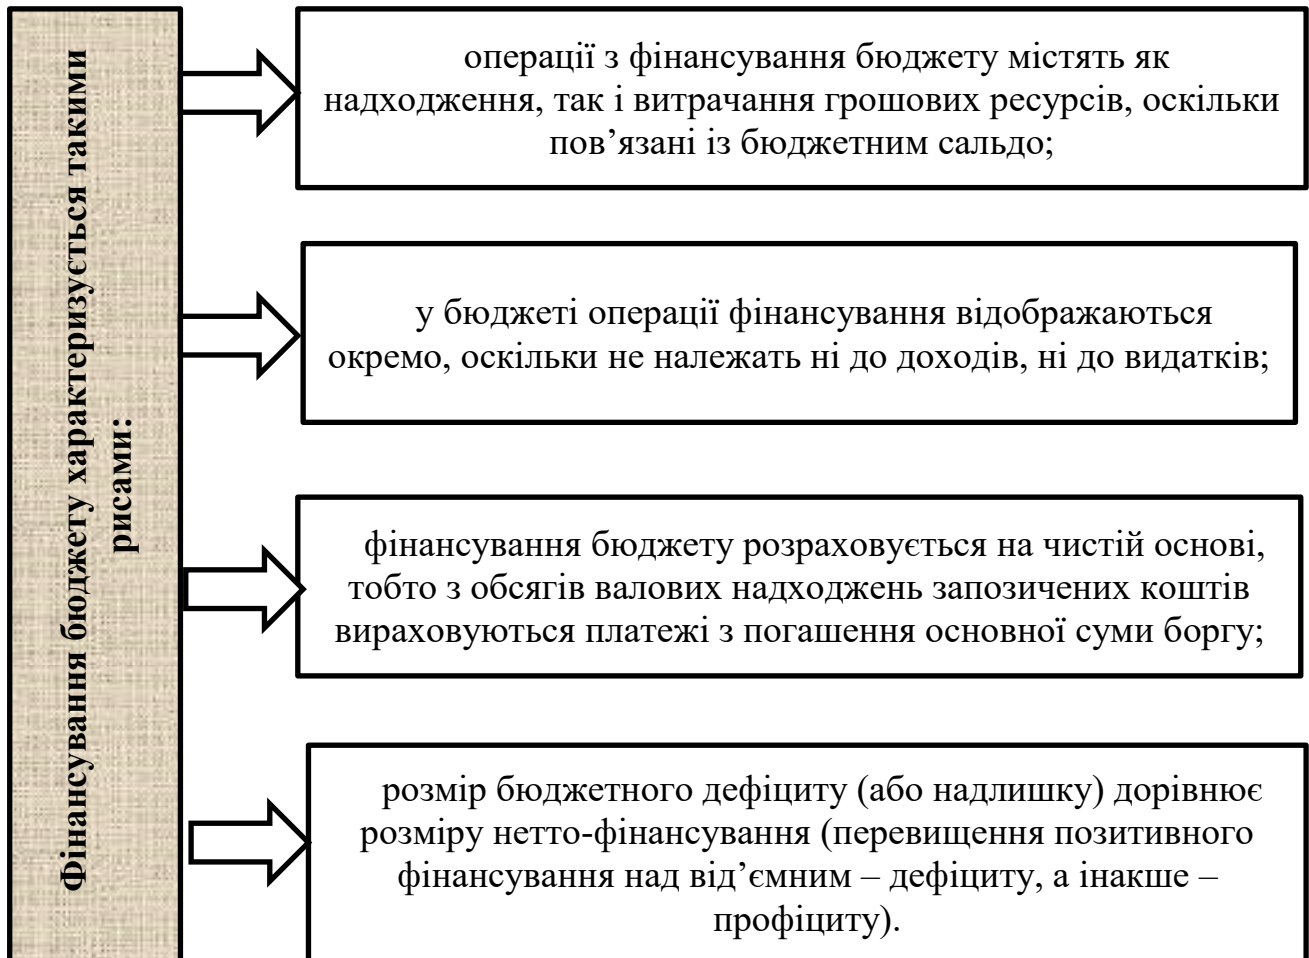 Фінансування бюджету характеризується такими
рисами:
операції з фінансування бюджету містять як
надходження, так і витрачання грошових ресурсів, оскільки
пов’язані із бюджетним сальдо;
у бюджеті операції фінансування відображаються
окремо, оскільки не належать ні до доходів, ні до видатків;
фінансування бюджету розраховується на чистій основі,
тобто з обсягів валових надходжень запозичених коштів
вираховуються платежі з погашення основної суми боргу;
розмір бюджетного дефіциту (або надлишку) дорівнює
розміру нетто-фінансування (перевищення позитивного
фінансування над від’ємним – дефіциту, а інакше –
профіциту).